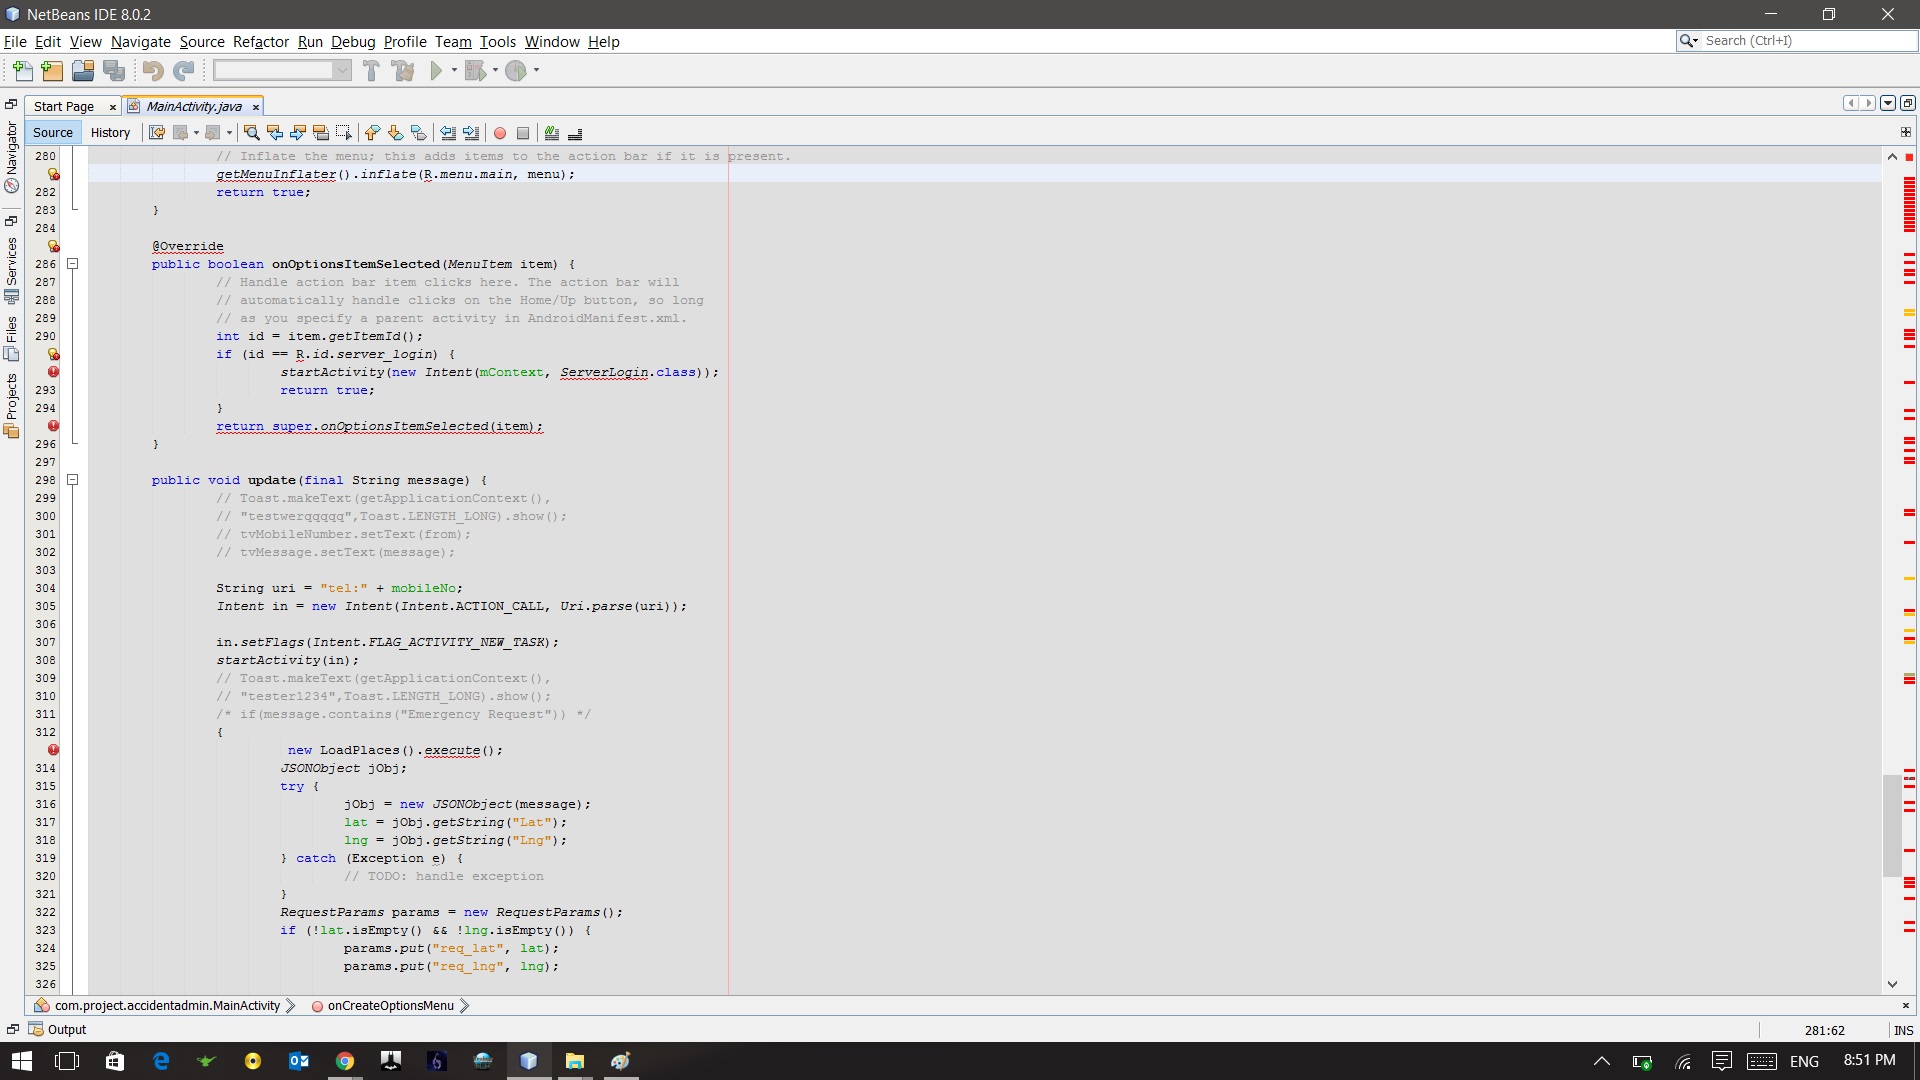 NetBeans IDE 8.0.2
File Edit View Navigate Source Refactor Run Debug Profile Team Tools Window Help
Search (Ctrl+I)
Start Page
MainActivity.java
Source History
Navigator
Services
Files
Projects
280 // Inflate the menu; this adds items to the action bar if it is present.
getMenuInflater().inflate(R.menu.main, menu);
282 return true;
283 }
284
@Override
286 public boolean onOptionsItemSelected(MenuItem item) {
287 // Handle action bar item clicks here. The action bar will
288 // automatically handle clicks on the Home/Up button, so long
289 // as you specify a parent activity in AndroidManifest.xml.
290 int id = item.getItemId();
if (id == R.id.server_login) {
startActivity(new Intent(mContext, ServerLogin.class));
293 return true;
294 }
return super.onOptionsItemSelected(item);
296 }
297
298 public void update(final String message) {
299 // Toast.makeText(getApplicationContext(),
300 // "testwerqqqqq",Toast.LENGTH_LONG).show();
301 // tvMobileNumber.setText(from);
302 // tvMessage.setText(message);
303
304 String uri = "tel:" + mobileNo;
305 Intent in = new Intent(Intent.ACTION_CALL, Uri.parse(uri));
306
307 in.setFlags(Intent.FLAG_ACTIVITY_NEW_TASK);
308 startActivity(in);
309 // Toast.makeText(getApplicationContext(),
310 // "tester1234",Toast.LENGTH_LONG).show();
311 /* if(message.contains("Emergency Request")) */
312 {
new LoadPlaces().execute();
314 JSONObject jObj;
315 try {
316 jObj = new JSONObject(message);
317 lat = jObj.getString("Lat");
318 lng = jObj.getString("Lng");
319 } catch (Exception e) {
320 // TODO: handle exception
321 }
322 RequestParams params = new RequestParams();
323 if (!lat.isEmpty() && !lng.isEmpty()) {
324 params.put("req_lat", lat);
325 params.put("req_lng", lng);
326
com.project.accidentadmin.MainActivity
onCreateOptionsMenu
Output
281:62
INS
ENG
8:51 PM